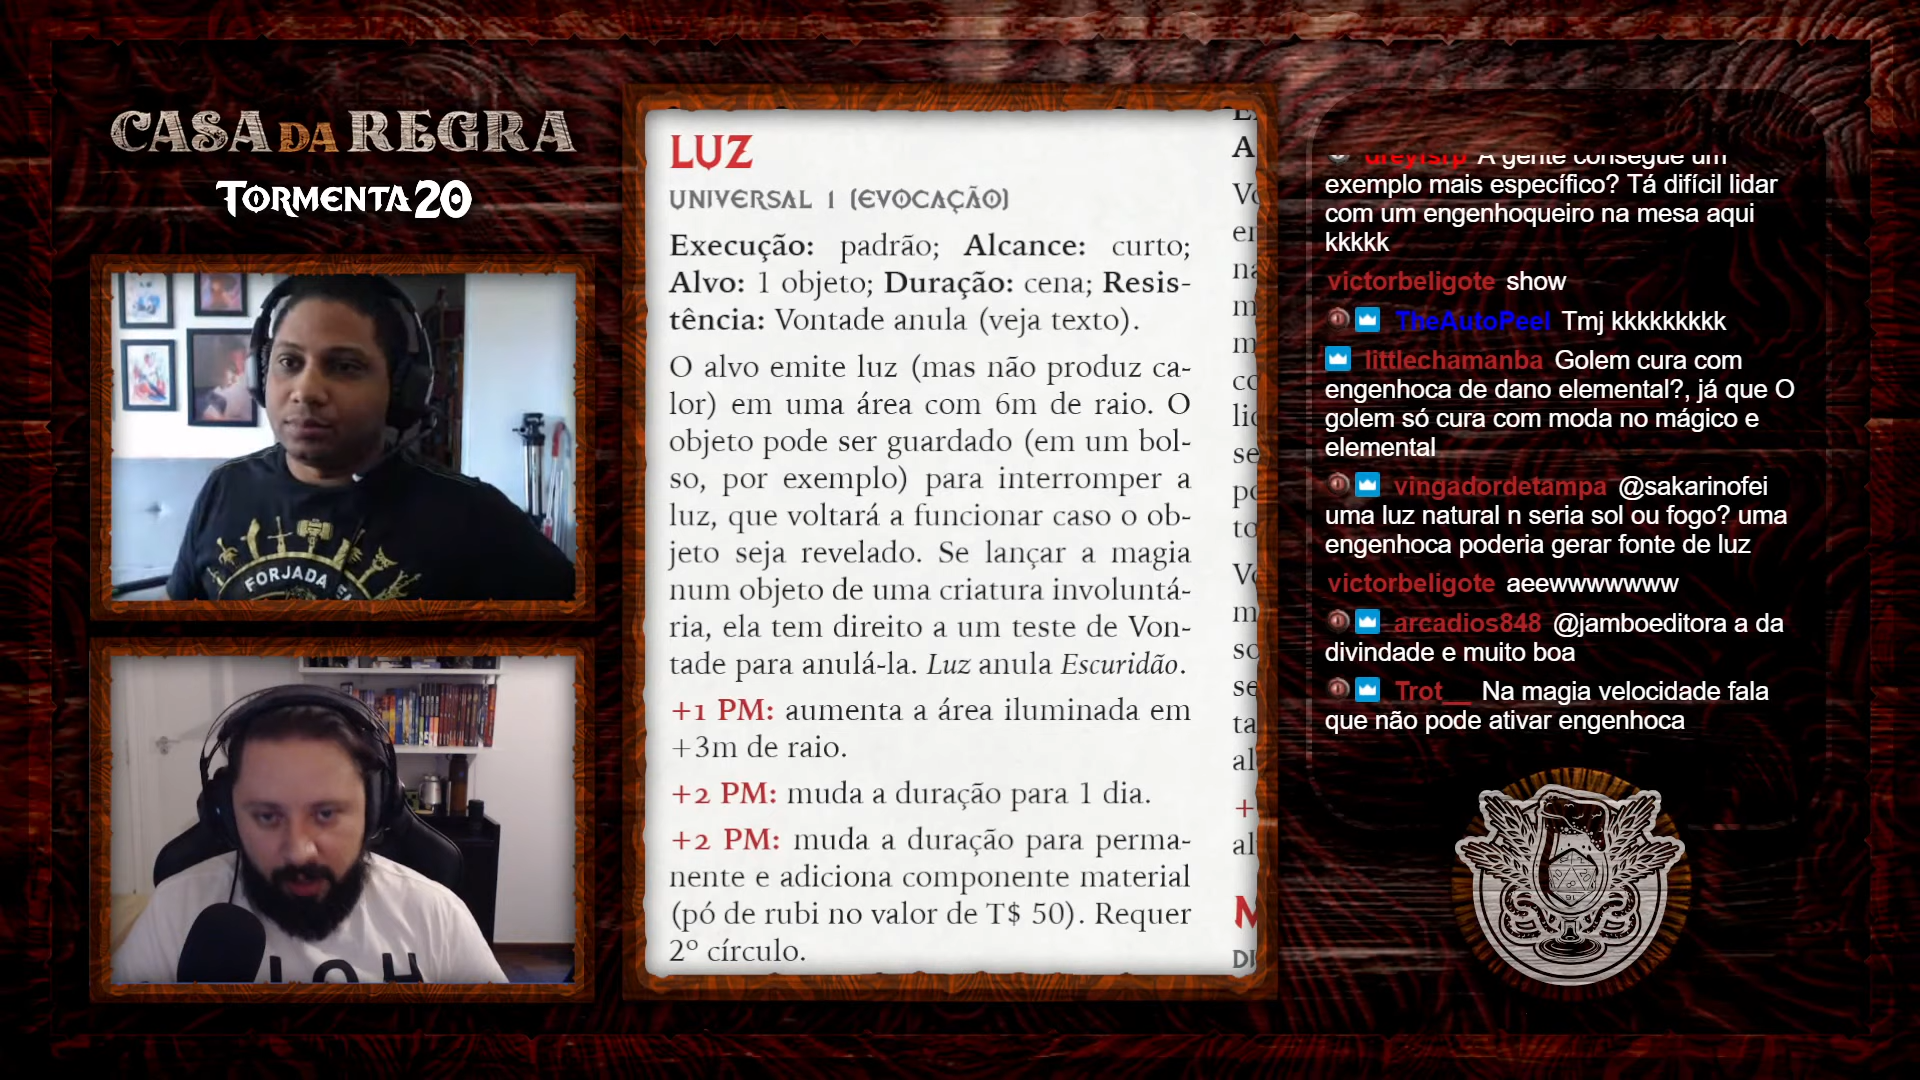 CASA DA REGRA
TORMENTA20
FORJADA
LUZ
UNIVERSAL 1 (EVOCAÇÃO)
Execução: padrão; Alcance: curto;
Alvo: 1 objeto; Duração: cena; Resis-
tência: Vontade anula (veja texto).
O alvo emite luz (mas não produz ca-
lor) em uma área com 6m de raio. O
objeto pode ser guardado (em um bol-
so, por exemplo) para interromper a
luz, que voltará a funcionar caso o ob-
jeto seja revelado. Se lançar a magia
num objeto de uma criatura involuntá-
ria, ela tem direito a um teste de Von-
tade para anulá-la. Luz anula Escuridão.
+1 PM: aumenta a área iluminada em
+3m de raio.
+2 PM: muda a duração para 1 dia.
+2 PM: muda a duração para perma-
nente e adiciona componente material
(pó de rubi no valor de T$ 50). Requer
2º círculo.
A gente consegue um
exemplo mais específico? Tá difícil lidar
com um engenhoqueiro na mesa aqui
kkkkk
victorbeligote show
TheAutoPeel Tmj kkkkkkkkk
littlechamanba Golem cura com
engenhoca de dano elemental?, já que O
golem só cura com moda no mágico e
elemental
vingadordetampa @sakarinofei
uma luz natural n seria sol ou fogo? uma
engenhoca poderia gerar fonte de luz
victorbeligote aeewwwwwww
arcadios848 @jamboeditora a da
divindade e muito boa
Trot__ Na magia velocidade fala
que não pode ativar engenhoca